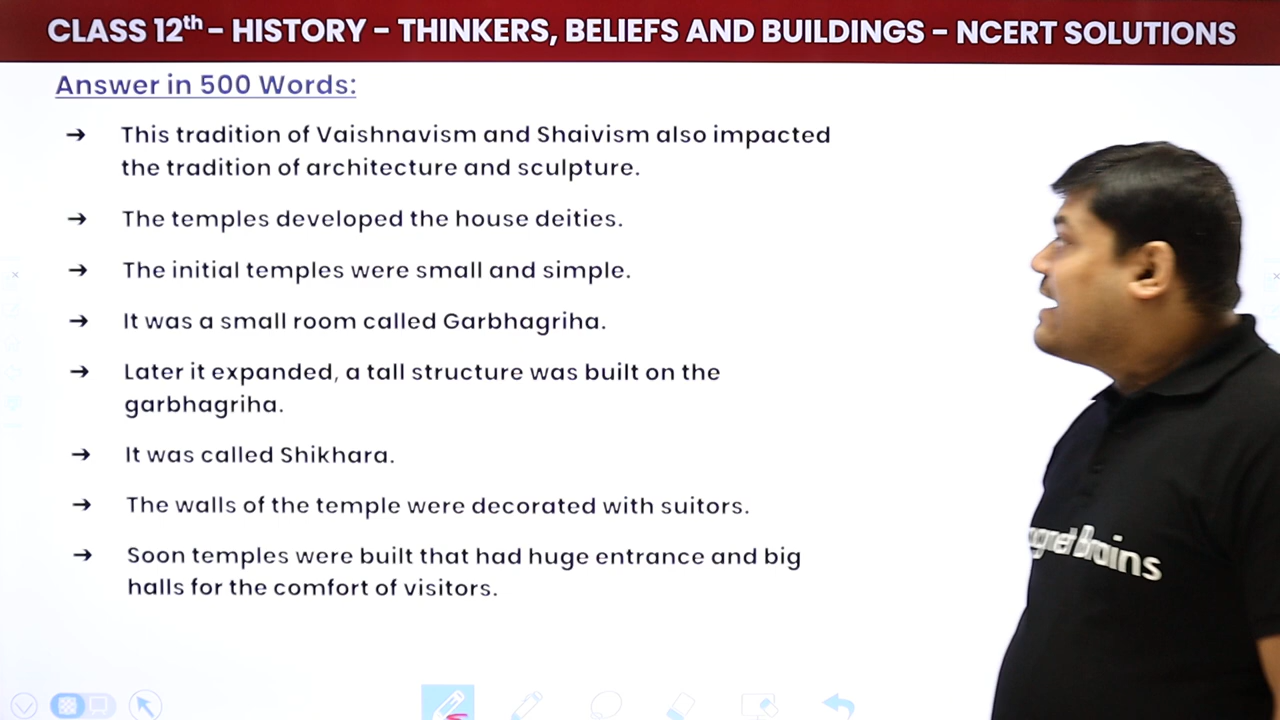 CLASS 12th – HISTORY – THINKERS, BELIEFS AND BUILDINGS – NCERT SOLUTIONS
Answer in 500 Words:
→ This tradition of Vaishnavism and Shaivism also impacted
the tradition of architecture and sculpture.
→ The temples developed the house deities.
→ The initial temples were small and simple.
→ It was a small room called Garbhagriha.
→ Later it expanded, a tall structure was built on the
garbhagriha.
→ It was called Shikhara.
→ The walls of the temple were decorated with suitors.
→ Soon temples were built that had huge entrance and big
halls for the comfort of visitors.
Brains